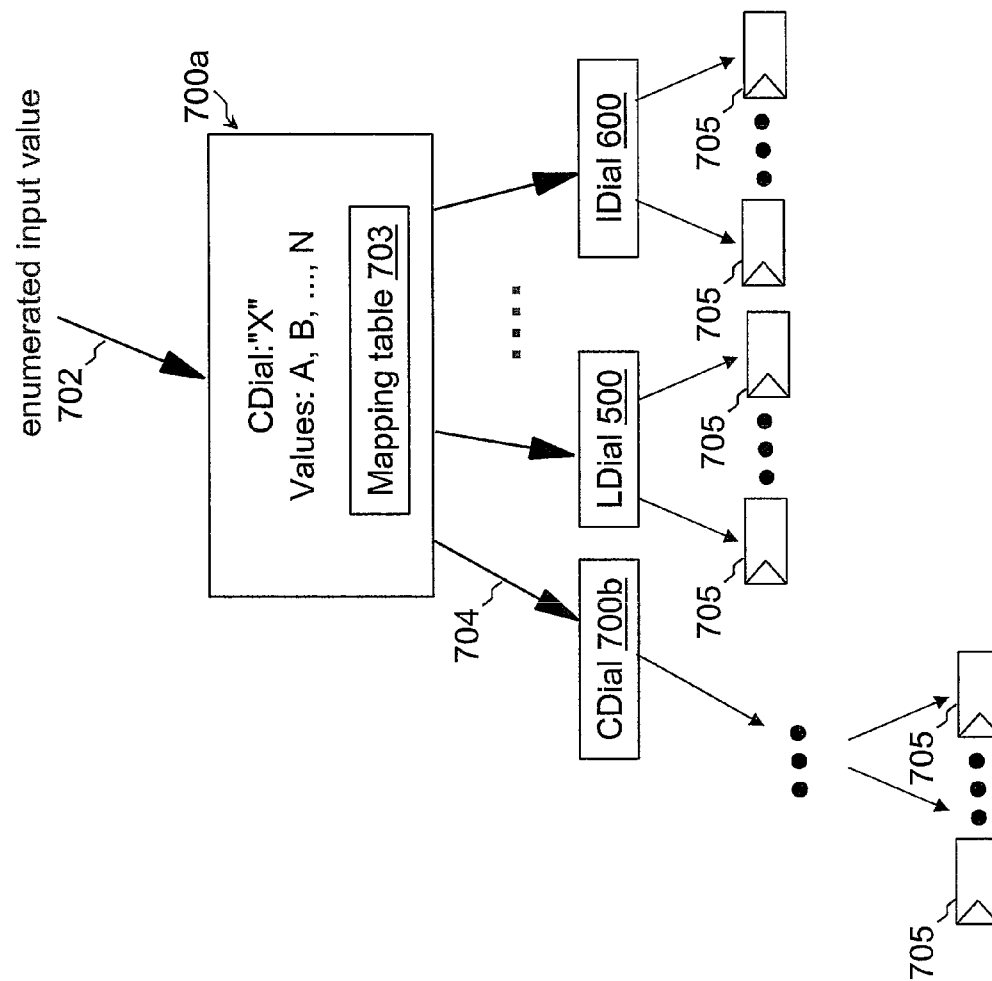 enumerated input value
702
700a
CDial:"X"
Values: A, B, ..., N
Mapping table 703
704
CDial 700b
LDial 500
IDial 600
705
705
705
705
705
705